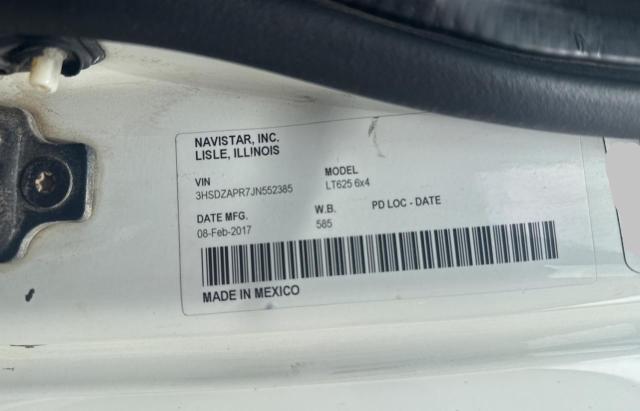 NAVISTAR, INC.
LISLE, ILLINOIS
VIN
MODEL
3HSDZAPR7JN552385
LT625 6x4
DATE MFG.
W.B.
PD LOC - DATE
08-Feb-2017
585
MADE IN MEXICO